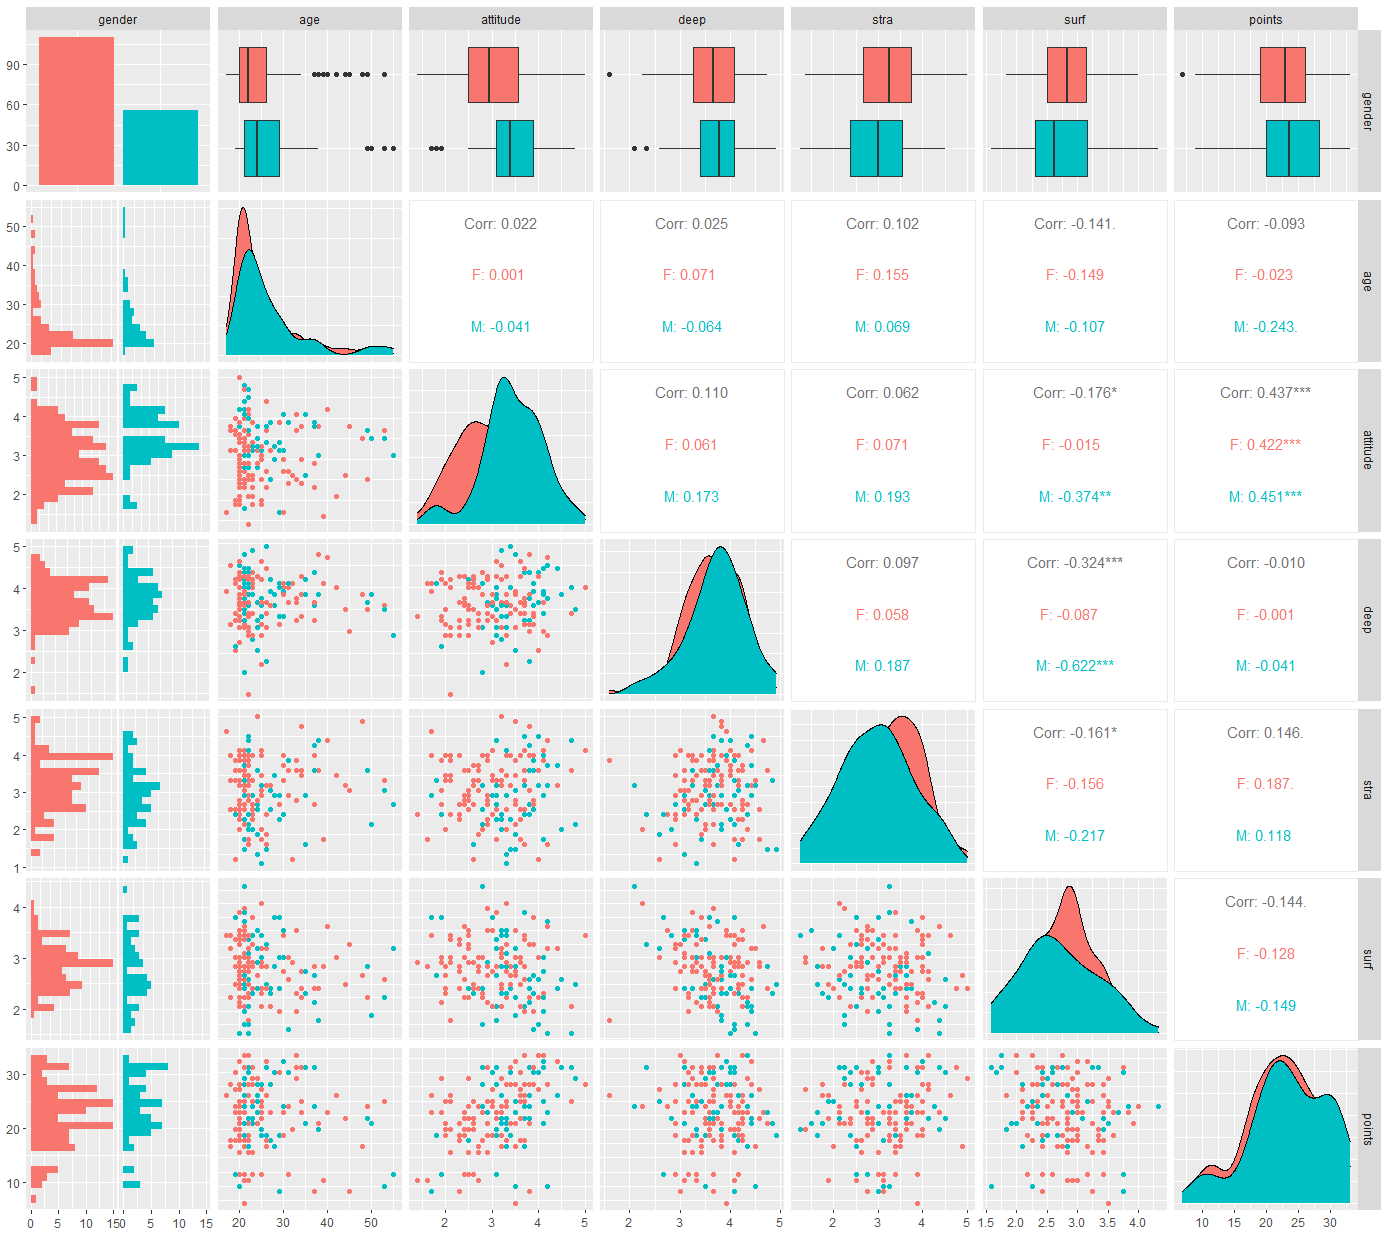 gender age attitude deep stra surf points
90
60
30
0
gender
50
40
30
20
Corr: 0.022 Corr: 0.025 Corr: 0.102 Corr: -0.141. Corr: -0.093
F: 0.001 F: 0.071 F: 0.155 F: -0.149 F: -0.023
M: -0.041 M: -0.064 M: 0.069 M: -0.107 M: -0.243.
age
5
4
3
2
Corr: 0.110 Corr: 0.062 Corr: -0.176* Corr: 0.437***
F: 0.061 F: 0.071 F: -0.015 F: 0.422***
M: 0.173 M: 0.193 M: -0.374** M: 0.451***
attitude
5
4
3
2
Corr: 0.097 Corr: -0.324*** Corr: -0.010
F: 0.058 F: -0.087 F: -0.001
M: 0.187 M: -0.622*** M: -0.041
deep
5
4
3
2
1
Corr: -0.161* Corr: 0.146.
F: -0.156 F: 0.187.
M: -0.217 M: 0.118
stra
4
3
2
Corr: -0.144.
F: -0.128
M: -0.149
surf
30
20
10
points
0 5 10 15 0 5 10 15 20 30 40 50 2 3 4 5 2 3 4 5 2 3 4 5 1.5 2.0 2.5 3.0 3.5 4.0 10 15 20 25 30